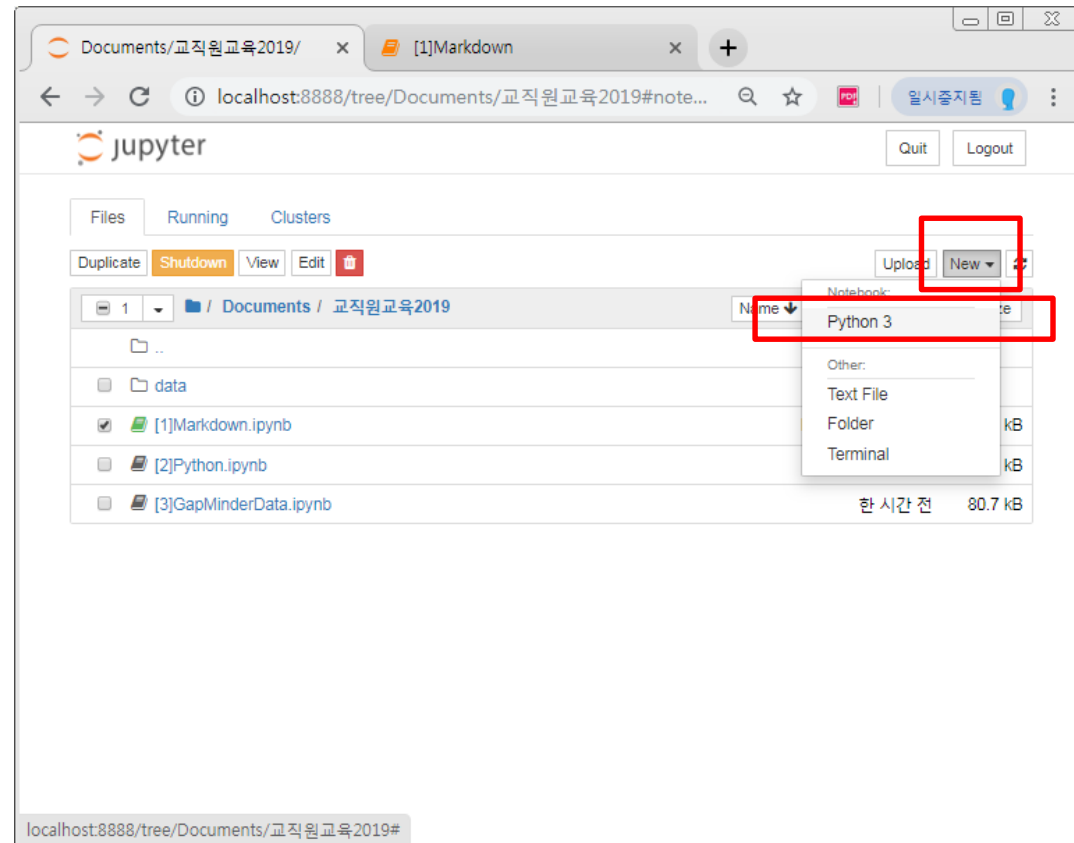 Documents/교직원교육2019/
[1]Markdown
localhost:8888/tree/Documents/교직원교육2019#note...
PDF
일시중지됨
jupyter
Quit
Logout
Files
Running
Clusters
Duplicate
Shutdown
View
Edit
Upload
New
1
/ Documents / 교직원교육2019
Name
Notebook:
Python 3
Other:
Text File
Folder
Terminal
..
data
[1]Markdown.ipynb
kB
[2]Python.ipynb
kB
[3]GapMinderData.ipynb
한 시간 전
80.7 kB
localhost:8888/tree/Documents/교직원교육2019#